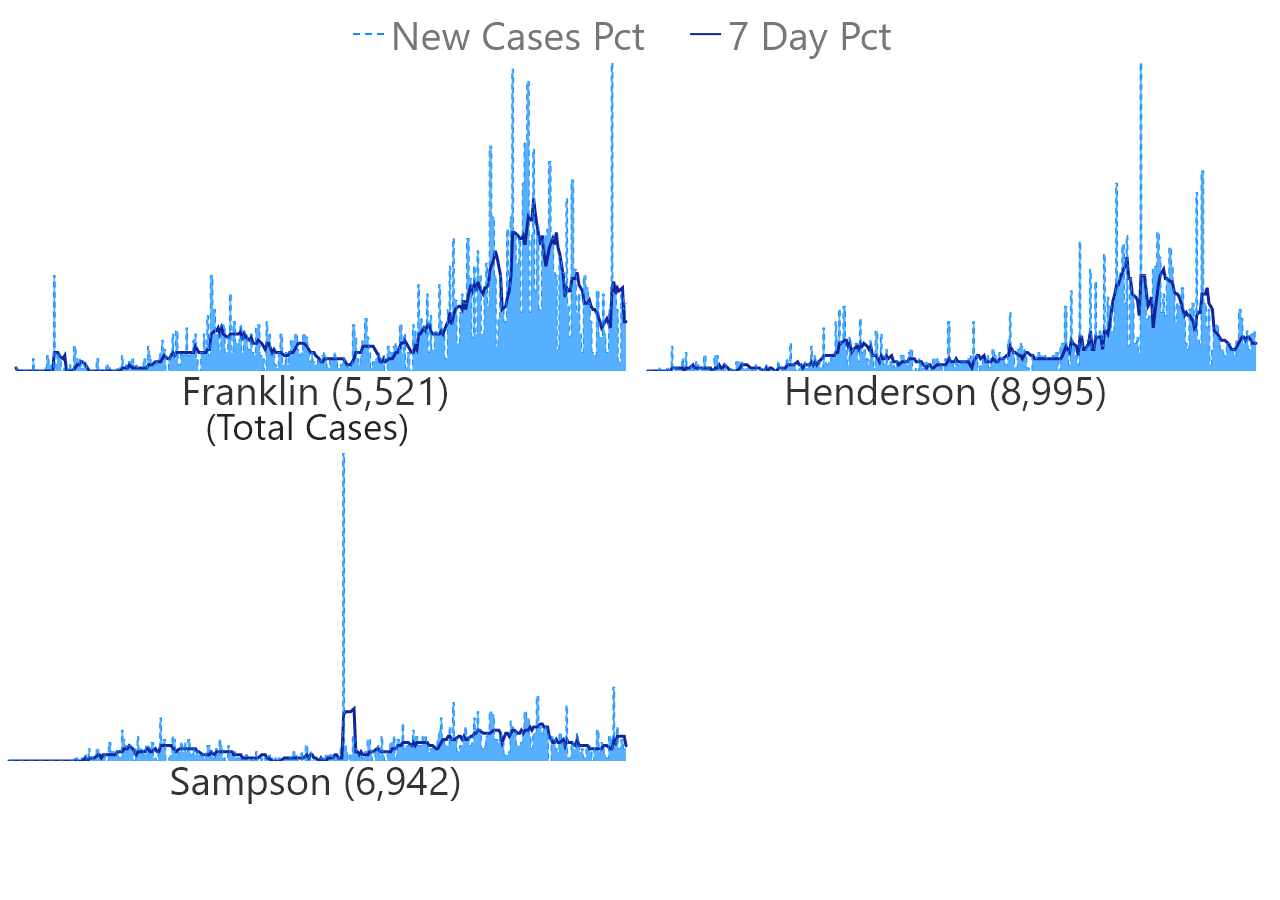 New Cases Pct 7 Day Pct
Franklin (5,521)
(Total Cases)
Henderson (8,995)
Sampson (6,942)